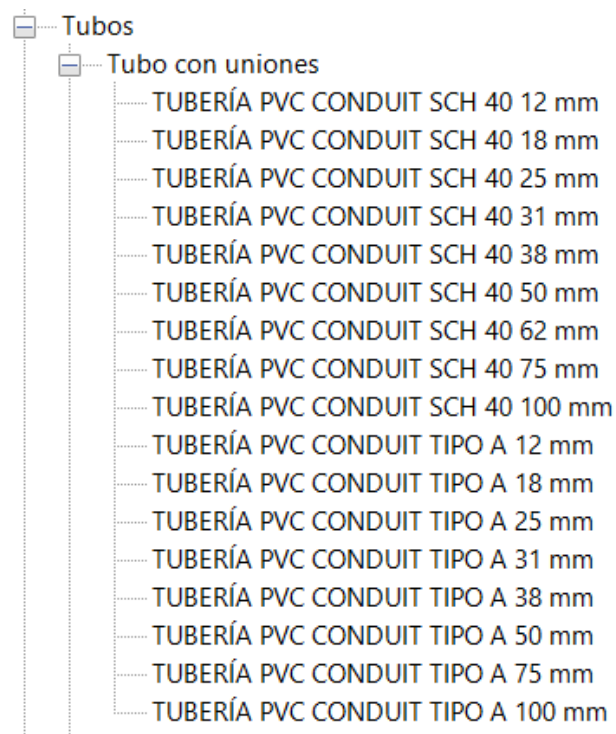 Tubos
Tubo con uniones
TUBERÍA PVC CONDUIT SCH 40 12 mm
TUBERÍA PVC CONDUIT SCH 40 18 mm
TUBERÍA PVC CONDUIT SCH 40 25 mm
TUBERÍA PVC CONDUIT SCH 40 31 mm
TUBERÍA PVC CONDUIT SCH 40 38 mm
TUBERÍA PVC CONDUIT SCH 40 50 mm
TUBERÍA PVC CONDUIT SCH 40 62 mm
TUBERÍA PVC CONDUIT SCH 40 75 mm
TUBERÍA PVC CONDUIT SCH 40 100 mm
TUBERÍA PVC CONDUIT TIPO A 12 mm
TUBERÍA PVC CONDUIT TIPO A 18 mm
TUBERÍA PVC CONDUIT TIPO A 25 mm
TUBERÍA PVC CONDUIT TIPO A 31 mm
TUBERÍA PVC CONDUIT TIPO A 38 mm
TUBERÍA PVC CONDUIT TIPO A 50 mm
TUBERÍA PVC CONDUIT TIPO A 75 mm
TUBERÍA PVC CONDUIT TIPO A 100 mm